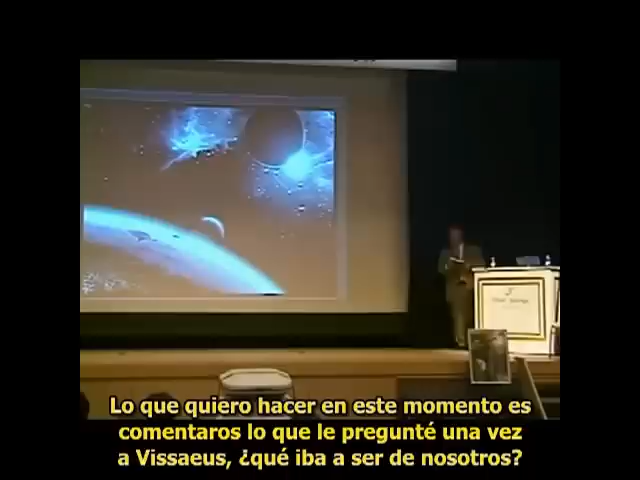 Lo que quiero hacer en este momento es
comentaros lo que le pregunté una vez
a Vissaeus, ¿qué iba a ser de nosotros?